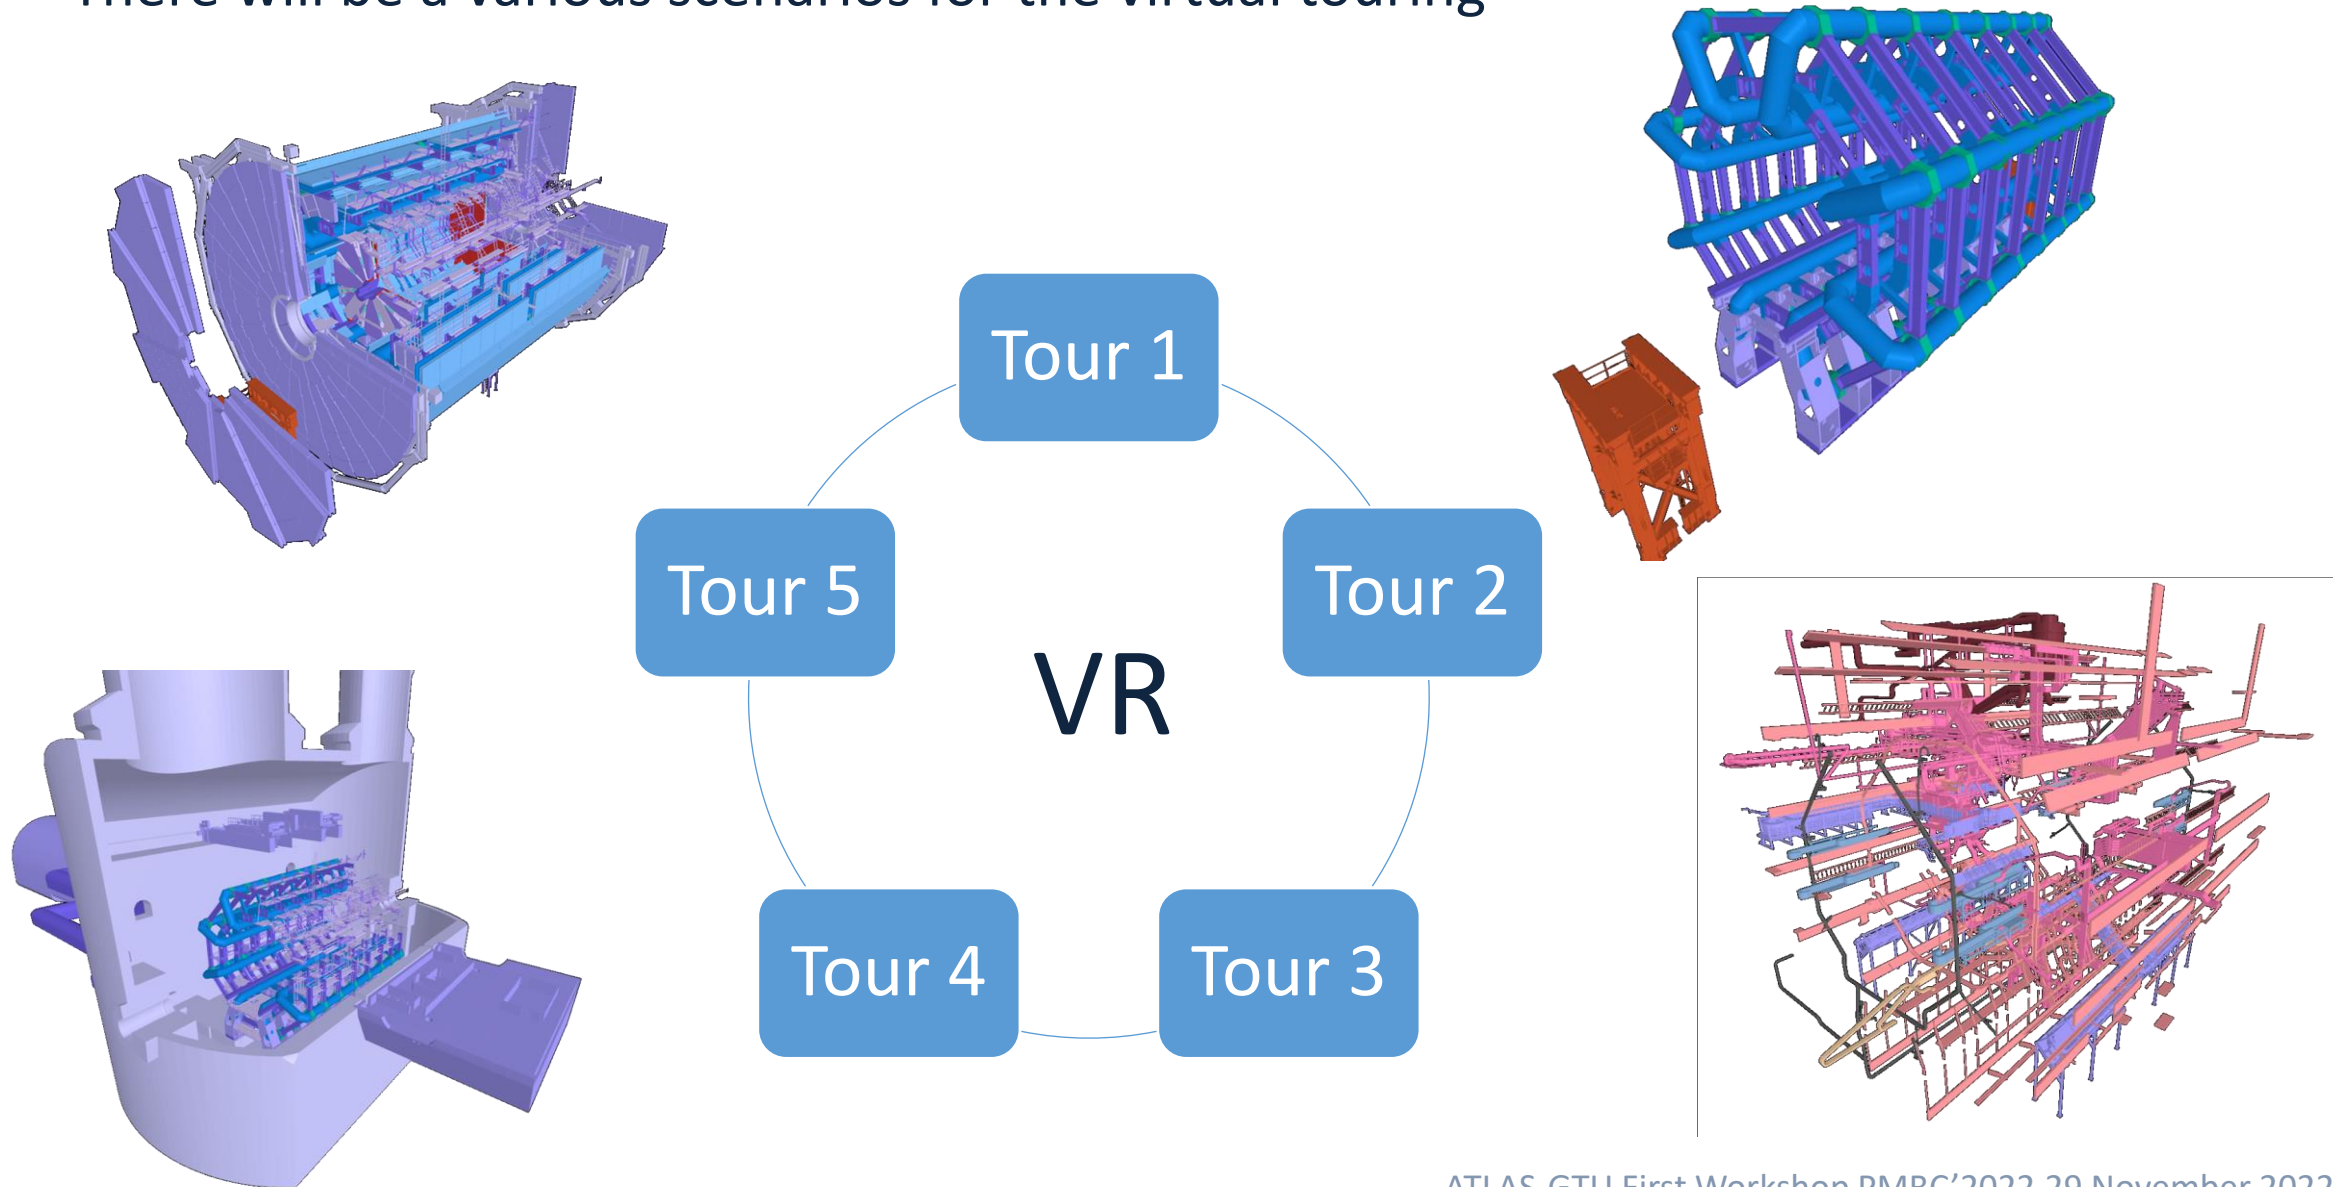 There will be a various scenarios for the virtual touring
Tour 1
Tour 5
Tour 2
VR
Tour 4
Tour 3
ATLAS-GTU First Workshop PMBC'2022 29 November 2022